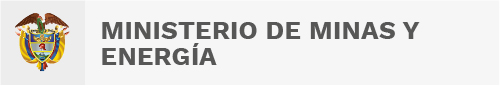 MINISTERIO DE MINAS Y
ENERGÍA